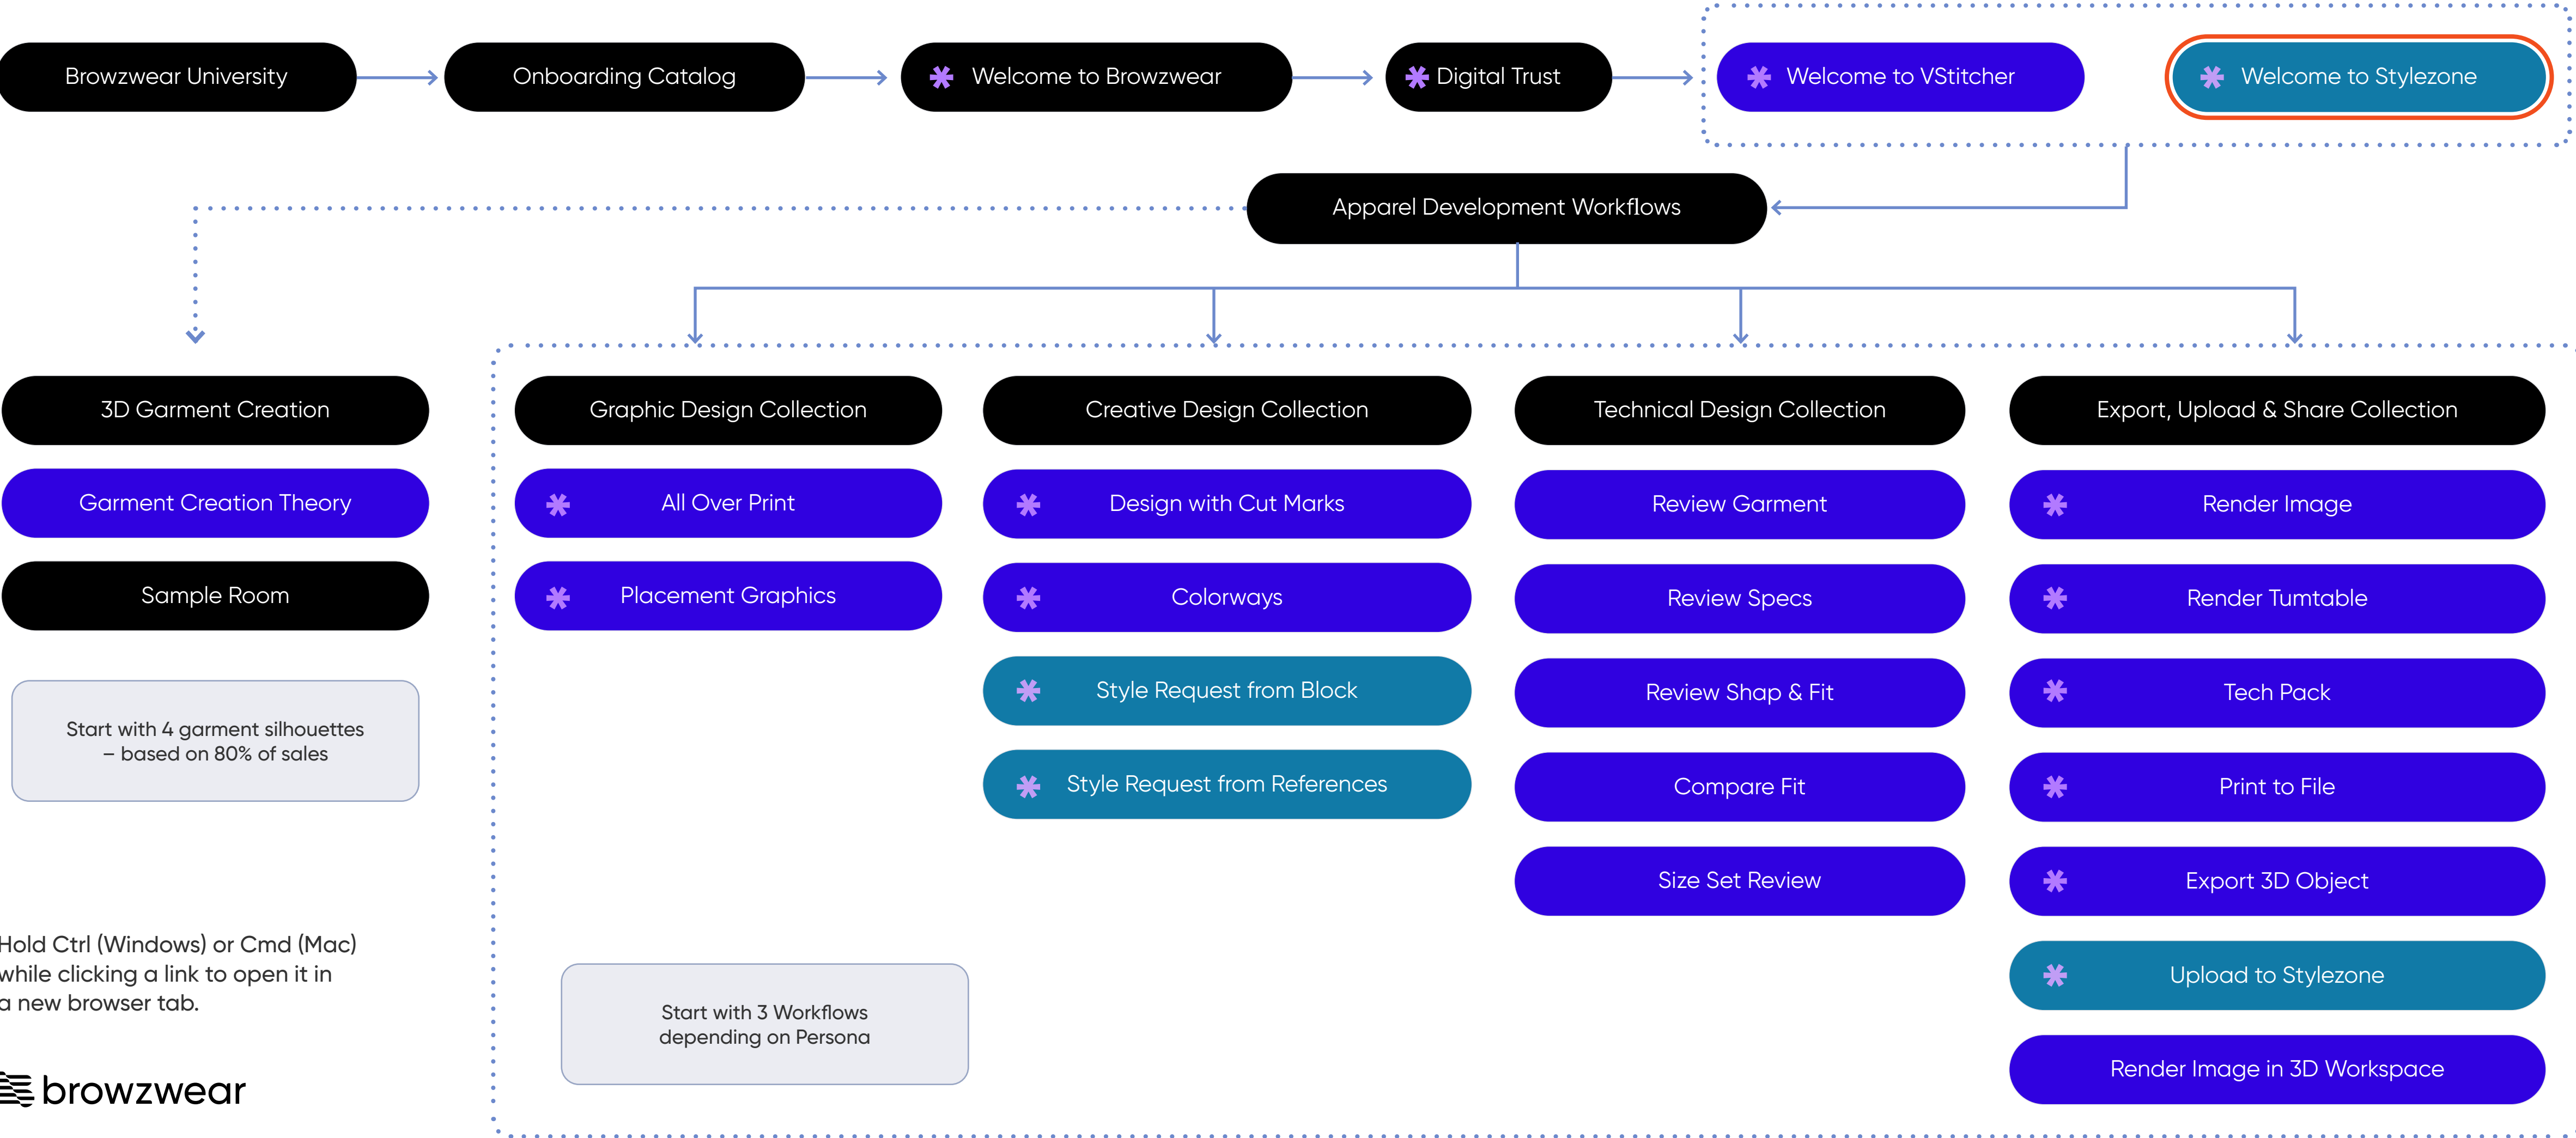 Browzwear University
Onboarding Catalog
Welcome to Browzwear
Digital Trust
Welcome to VStitcher
Welcome to Stylezone
Apparel Development Workflows
3D Garment Creation
Garment Creation Theory
Sample Room
Start with 4 garment silhouettes
– based on 80% of sales
Graphic Design Collection
All Over Print
Placement Graphics
Creative Design Collection
Design with Cut Marks
Colorways
Style Request from Block
Style Request from References
Technical Design Collection
Review Garment
Review Specs
Review Shap & Fit
Compare Fit
Size Set Review
Export, Upload & Share Collection
Render Image
Render Tumtable
Tech Pack
Print to File
Export 3D Object
Upload to Stylezone
Render Image in 3D Workspace
Start with 3 Workflows
depending on Persona
Hold Ctrl (Windows) or Cmd (Mac)
while clicking a link to open it in
a new browser tab.
browzwear